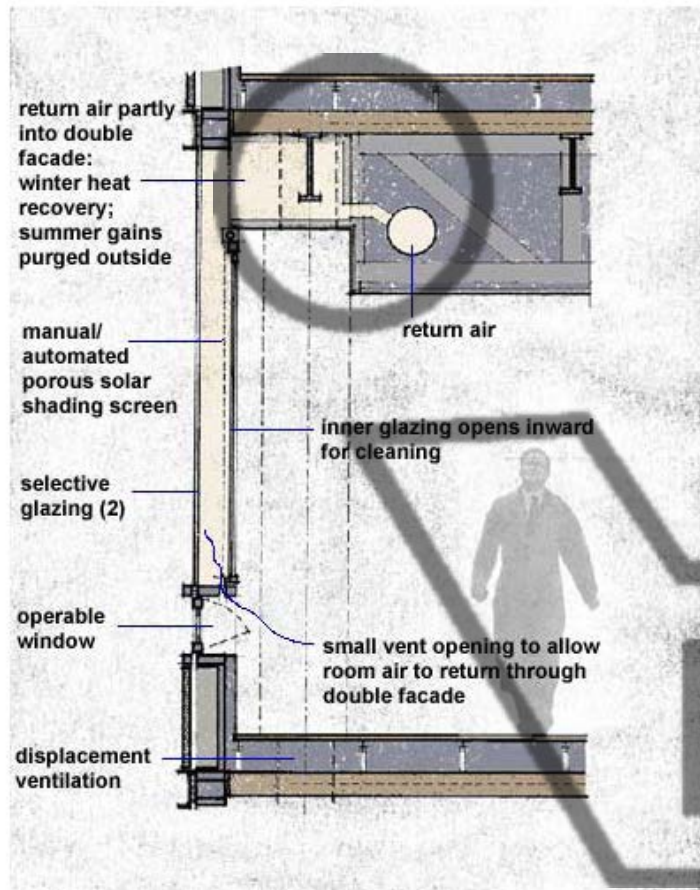 return air partly
into double
facade:
winter heat
recovery;
summer gains
purged outside
return air
manual/
automated
porous solar
shading screen
inner glazing opens inward
for cleaning
selective
glazing (2)
operable
window
small vent opening to allow
room air to return through
double facade
displacement
ventilation